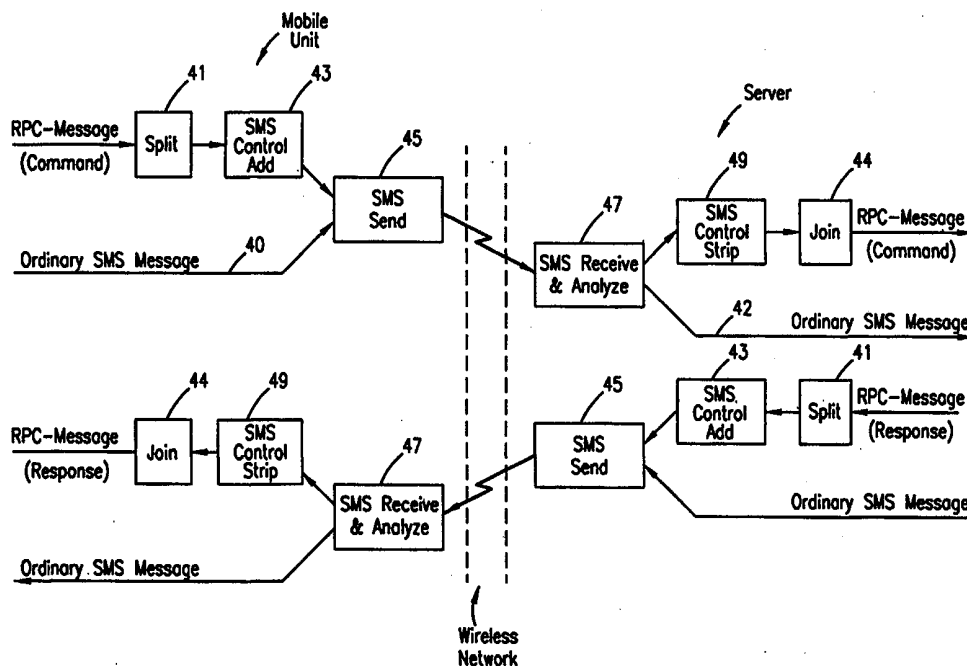 Mobile
Unit
41
43
RPC-Message
(Command)
Split
SMS
Control
Add
45
SMS
Send
Ordinary SMS Message
40
Server
49
44
47
SMS
Control
Strip
Join
RPC-Message
(Command)
SMS Receive
& Analyze
42
Ordinary SMS Message
43
41
45
SMS
Control
Add
Split
RPC-Message
(Response)
SMS
Send
Ordinary SMS Message
44
49
RPC-Message
(Response)
Join
SMS
Control
Strip
47
SMS Receive
& Analyze
Ordinary SMS Message
Wireless
Network